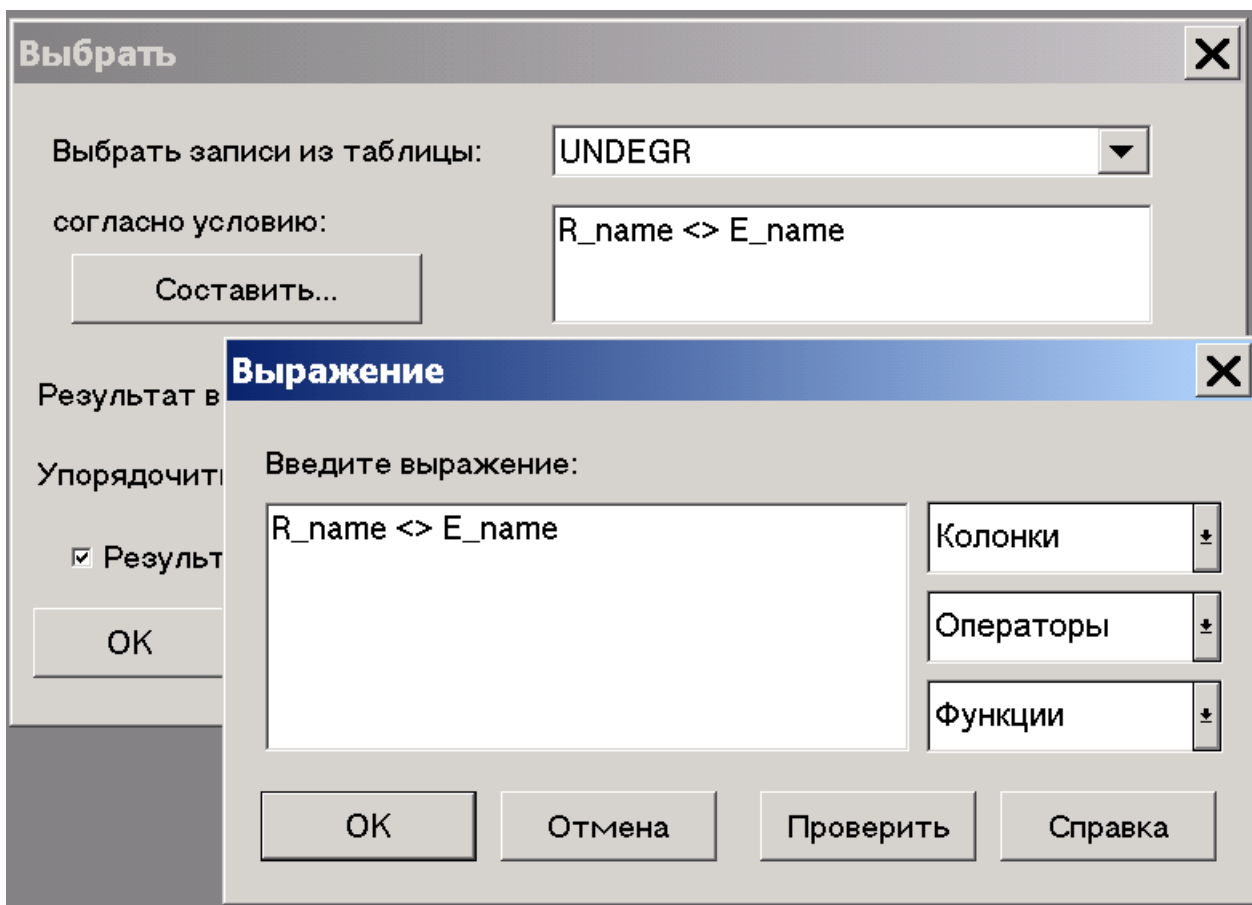 Выбрать
Выбрать записи из таблицы:
UNDEGR
согласно условию:
R_name <> E_name
Составить...
Результат в
Упорядочить
Результ
OK
Выражение
Введите выражение:
R_name <> E_name
Колонки
Операторы
Функции
OK
Отмена
Проверить
Справка